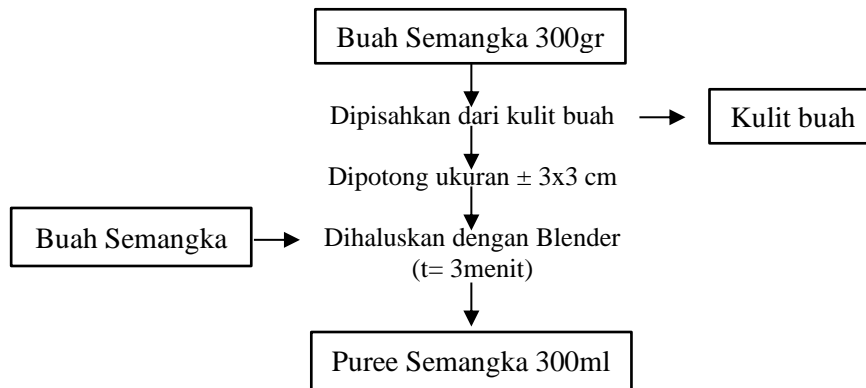 Buah Semangka 300gr
Dipisahkan dari kulit buah
Kulit buah
Dipotong ukuran ± 3x3 cm
Buah Semangka
Dihaluskan dengan Blender
(t= 3menit)
Puree Semangka 300ml